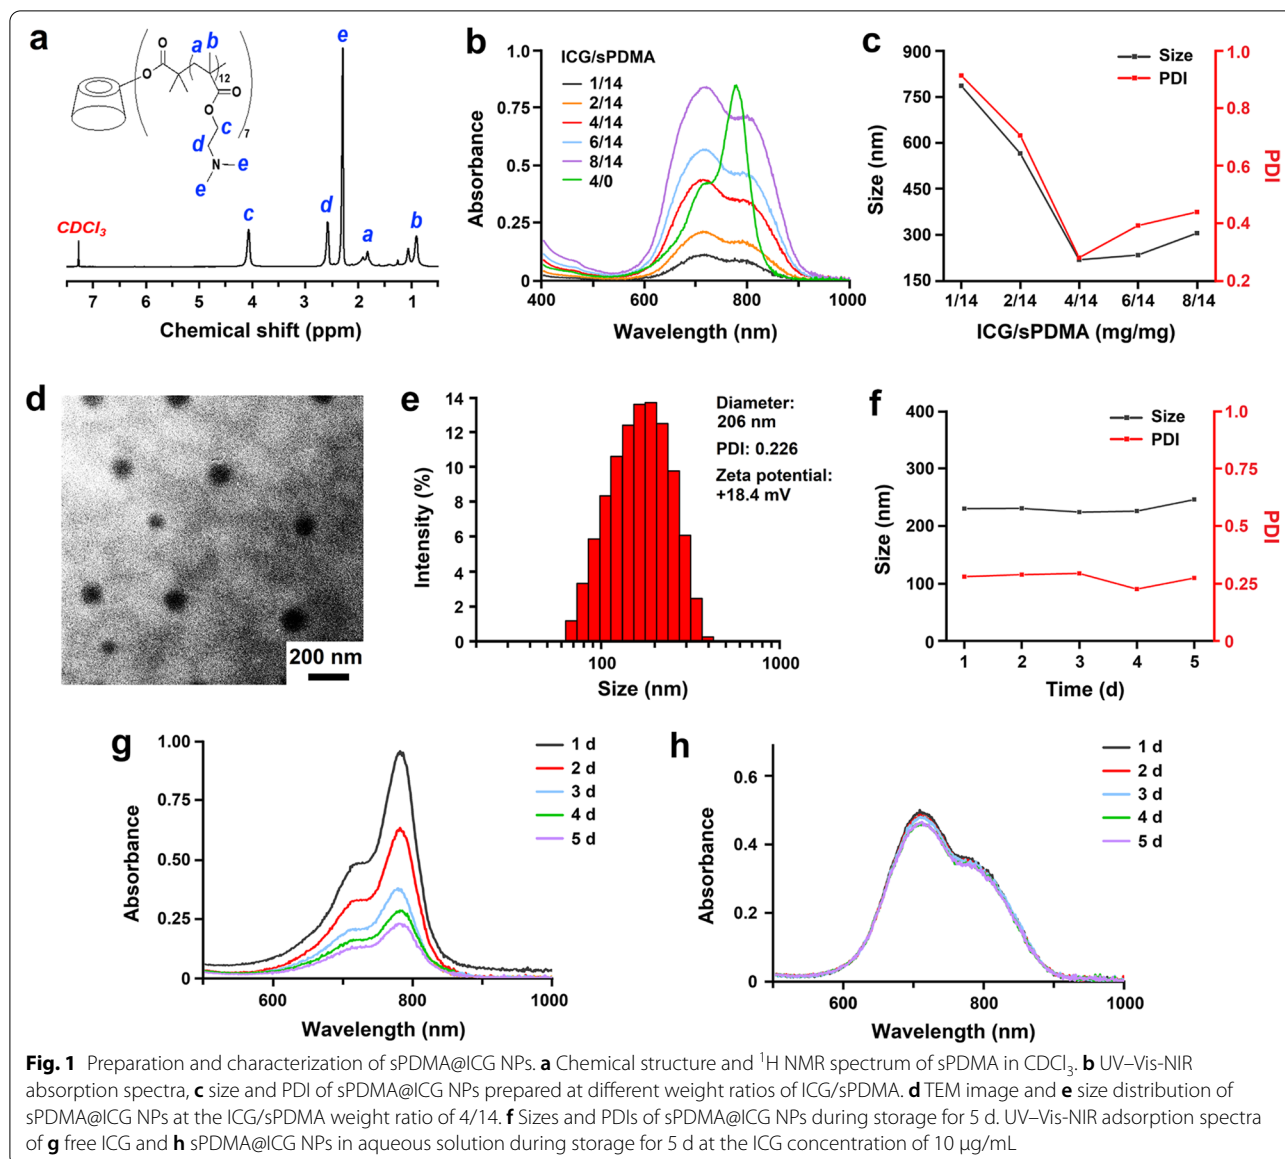 a
a
b
O
O
12
O
O
7
c
d
N
e
e
e
CDCl3
c
d
a
b
7
6
5
4
3
2
1
Chemical shift (ppm)
b
ICG/sPDMA
1/14
2/14
4/14
6/14
8/14
4/0
1.0
0.75
0.5
0.25
0
400
600
800
1000
Absorbance
Wavelength (nm)
c
Size
PDI
900
750
600
450
300
150
1.0
0.8
0.6
0.4
0.2
Size (nm)
PDI
1/14
2/14
4/14
6/14
8/14
ICG/sPDMA (mg/mg)
d
200 nm
e
Diameter:
206 nm
PDI: 0.226
Zeta potential:
+18.4 mV
14
12
10
8
6
4
2
0
Intensity (%)
100
1000
Size (nm)
f
Size
PDI
400
300
200
100
0
1.0
0.75
0.5
0.25
0
Size (nm)
PDI
1
2
3
4
5
Time (d)
g
1 d
2 d
3 d
4 d
5 d
1.00
0.75
0.50
0.25
0
Absorbance
600
800
1000
Wavelength (nm)
h
1 d
2 d
3 d
4 d
5 d
0.6
0.4
0.2
0
Absorbance
600
800
1000
Wavelength (nm)
Fig. 1 Preparation and characterization of sPDMA@ICG NPs. a Chemical structure and 1H NMR spectrum of sPDMA in CDCl3. b UV–Vis-NIR
absorption spectra, c size and PDI of sPDMA@ICG NPs prepared at different weight ratios of ICG/sPDMA. d TEM image and e size distribution of
sPDMA@ICG NPs at the ICG/sPDMA weight ratio of 4/14. f Sizes and PDIs of sPDMA@ICG NPs during storage for 5 d. UV–Vis-NIR adsorption spectra
of g free ICG and h sPDMA@ICG NPs in aqueous solution during storage for 5 d at the ICG concentration of 10 μg/mL